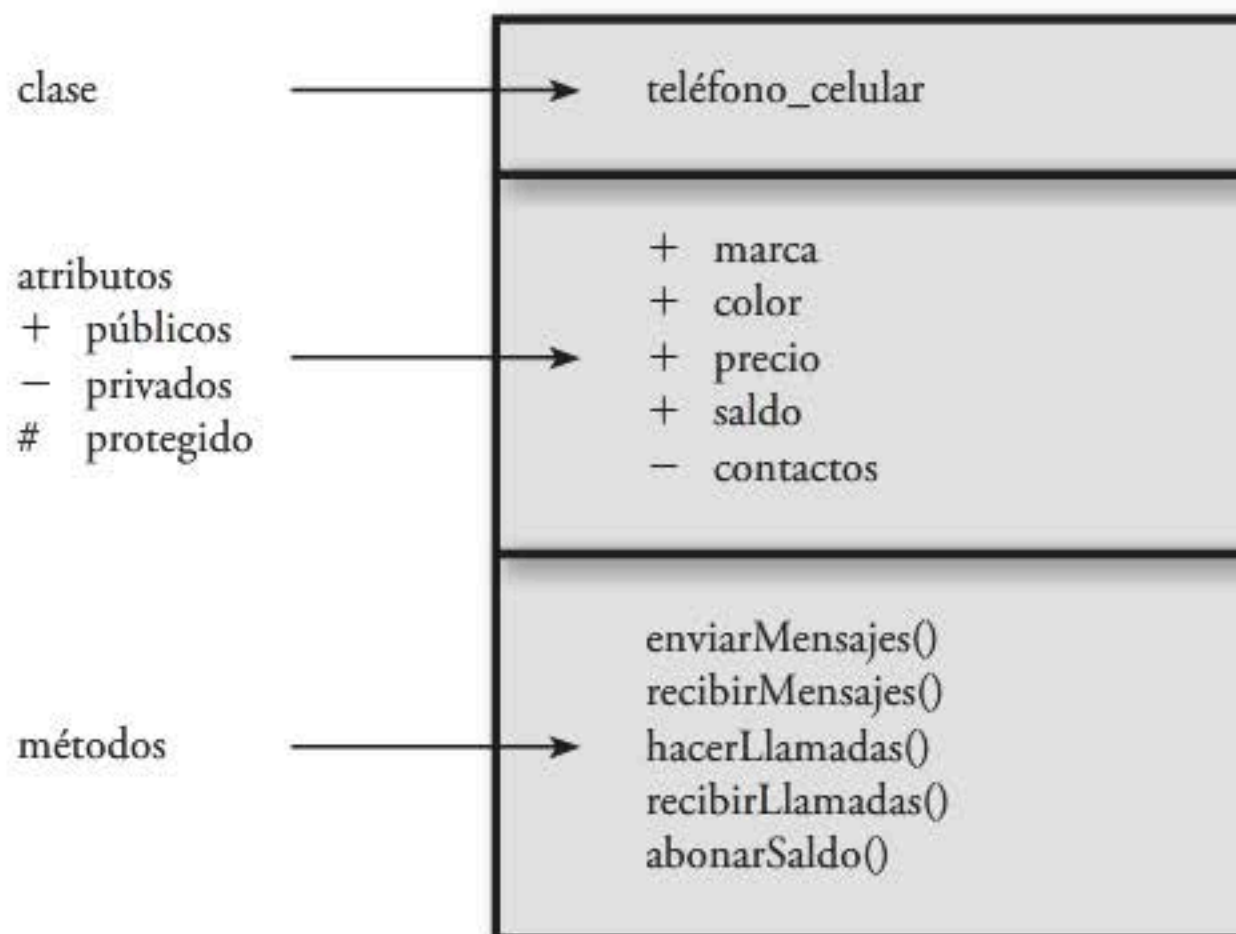 clase
teléfono_celular
atributos
+ públicos
− privados
# protegido
+ marca
+ color
+ precio
+ saldo
− contactos
métodos
enviarMensajes()
recibirMensajes()
hacerLlamadas()
recibirLlamadas()
abonarSaldo()